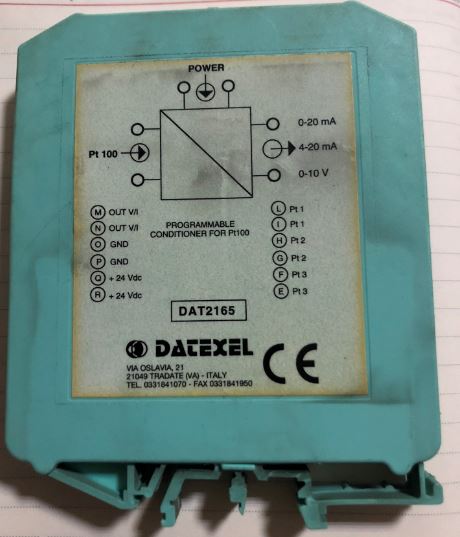 POWER
0-20 mA
Pt 100
4-20 mA
0-10 V
M OUT V/I
N OUT V/I
O GND
P GND
Q + 24 Vdc
R + 24 Vdc
PROGRAMMABLE
CONDITIONER FOR Pt100
L Pt 1
I Pt 1
H Pt 2
G Pt 2
F Pt 3
E Pt 3
DAT2165
DATEXEL
CE
VIA OSLAVIA, 21
21049 TRADATE (VA) - ITALY
TEL. 0331841070 - FAX 0331841950